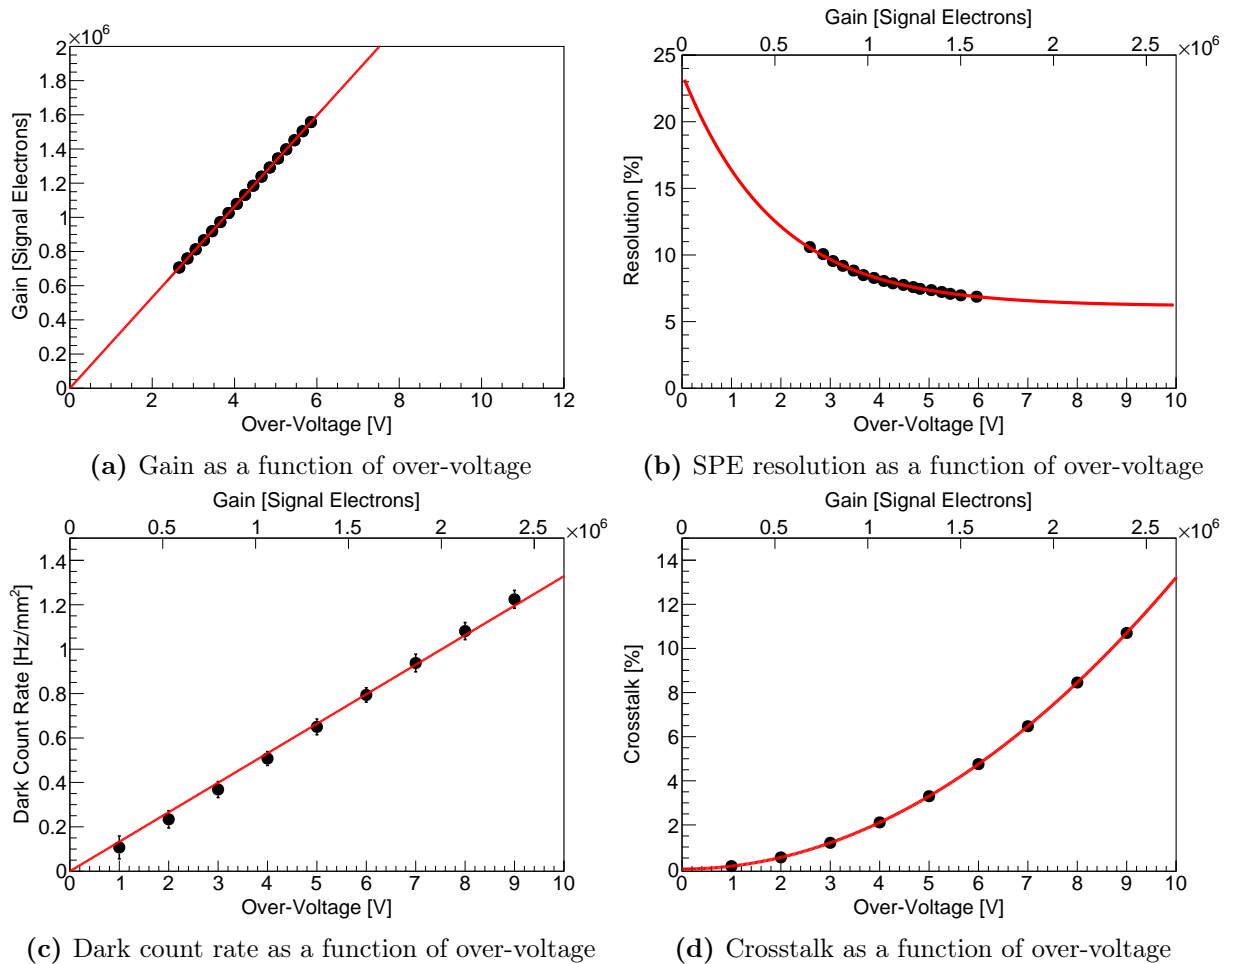 Gain [Signal Electrons]
×10⁶
0 0.5 1 1.5 2 2.5 ×10⁶
2
1.8
1.6
1.4
1.2
1
0.8
0.6
0.4
0.2
0
Gain [Signal Electrons]
0 2 4 6 8 10 12
Over-Voltage [V]
25
20
15
10
5
0
Resolution [%]
0 1 2 3 4 5 6 7 8 9 10
Over-Voltage [V]
(a) Gain as a function of over-voltage
(b) SPE resolution as a function of over-voltage
Gain [Signal Electrons]
0 0.5 1 1.5 2 2.5 ×10⁶
1.4
1.2
1
0.8
0.6
0.4
0.2
0
Dark Count Rate [Hz/mm²]
0 1 2 3 4 5 6 7 8 9 10
Over-Voltage [V]
Gain [Signal Electrons]
0 0.5 1 1.5 2 2.5 ×10⁶
14
12
10
8
6
4
2
0
Crosstalk [%]
0 1 2 3 4 5 6 7 8 9 10
Over-Voltage [V]
(c) Dark count rate as a function of over-voltage
(d) Crosstalk as a function of over-voltage